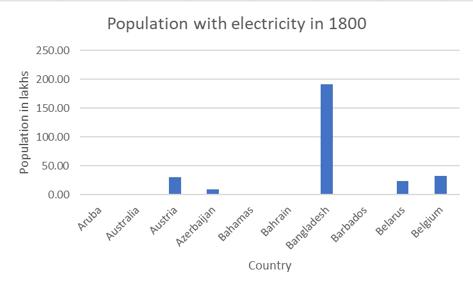 Population with electricity in 1800
Population in lakhs
250.00
200.00
150.00
100.00
50.00
0.00
Aruba
Australia
Austria
Azerbaijan
Bahamas
Bahrain
Bangladesh
Barbados
Belarus
Belgium
Country